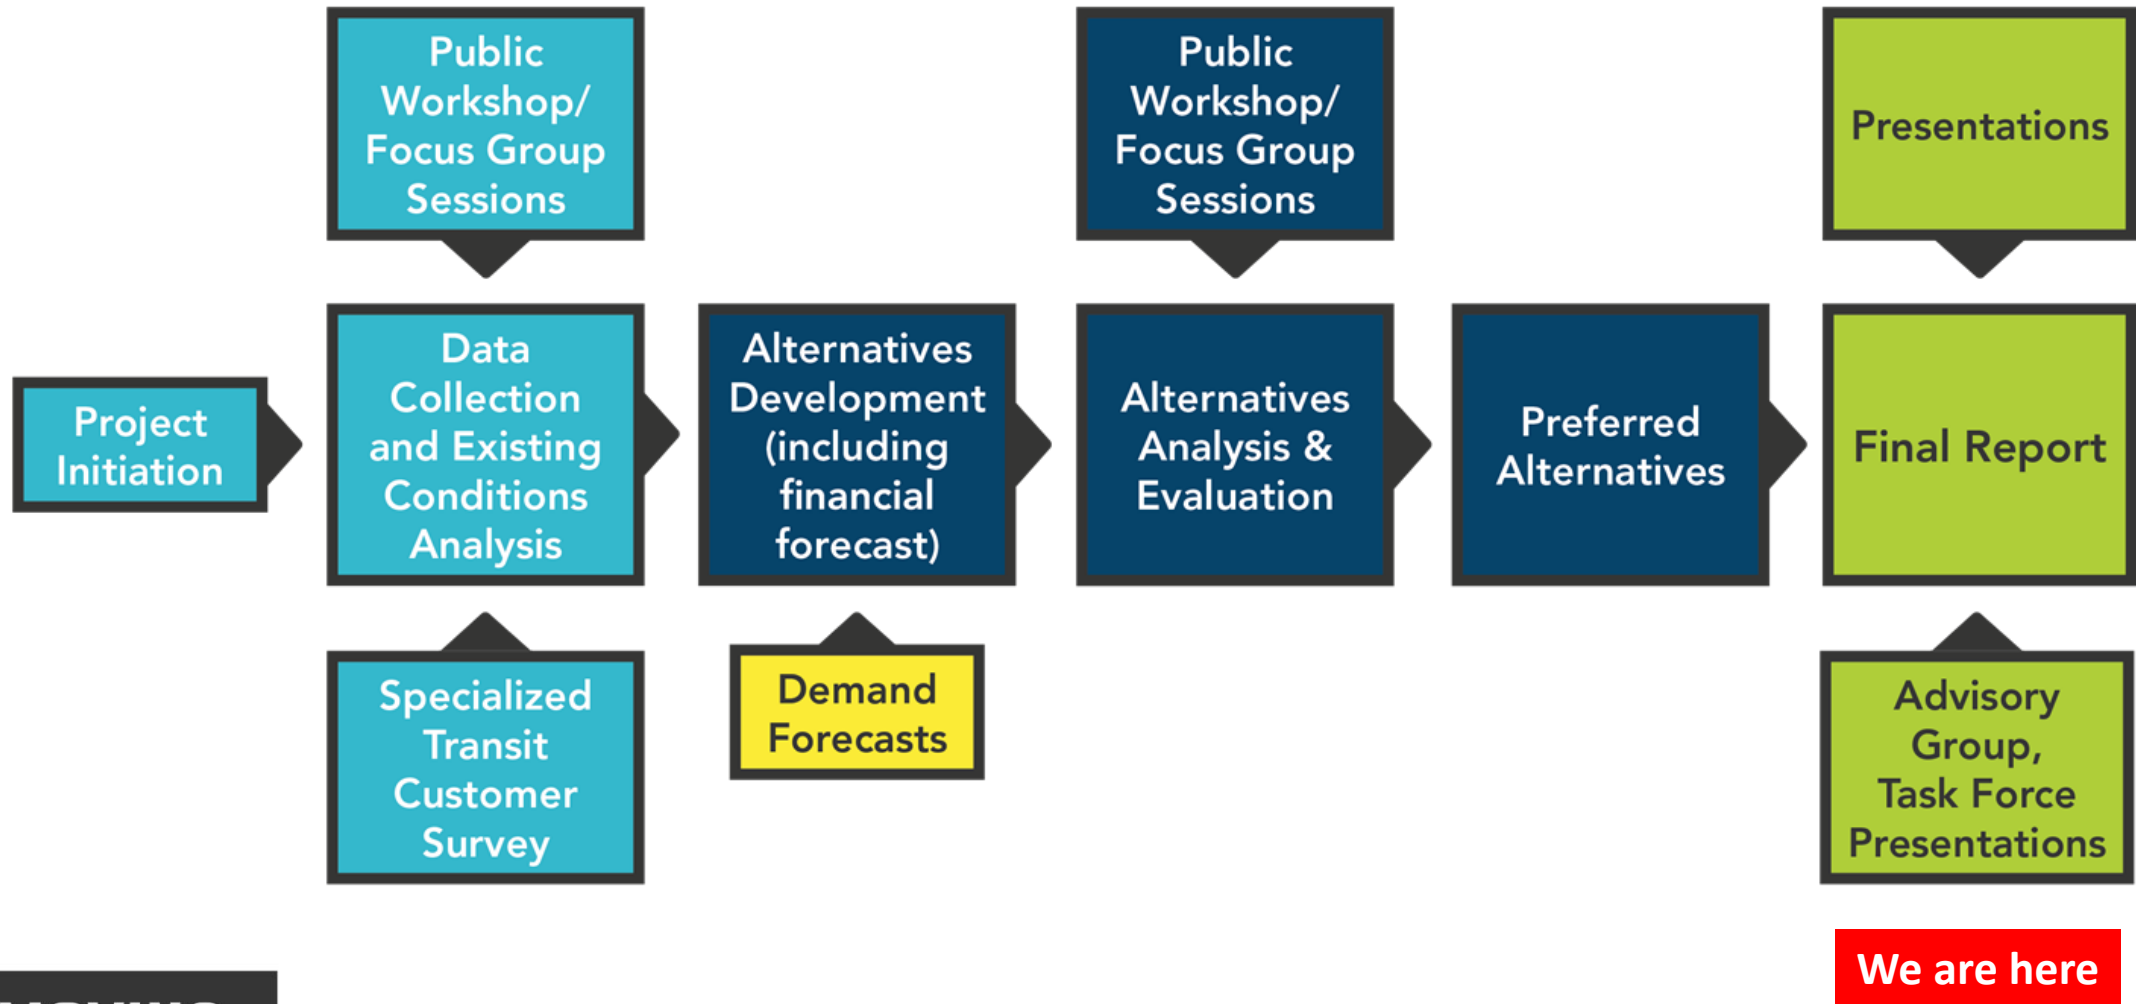 Public
Workshop/
Focus Group
Sessions
Public
Workshop/
Focus Group
Sessions
Presentations
Project
Initiation
Data
Collection
and Existing
Conditions
Analysis
Alternatives
Development
(including
financial
forecast)
Alternatives
Analysis &
Evaluation
Preferred
Alternatives
Final Report
Specialized
Transit
Customer
Survey
Demand
Forecasts
Advisory
Group,
Task Force
Presentations
We are here